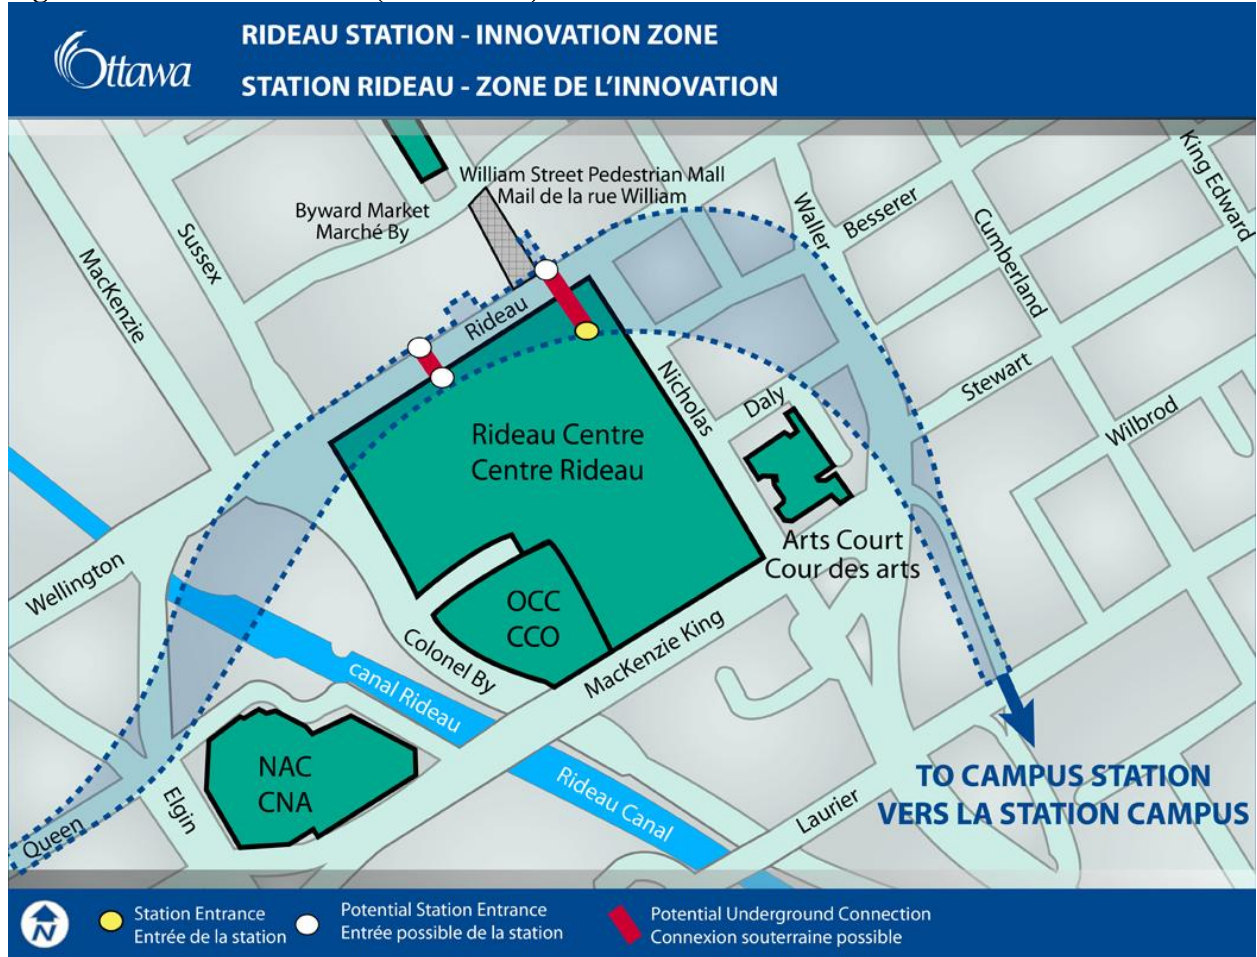 Ottawa
RIDEAU STATION - INNOVATION ZONE
STATION RIDEAU - ZONE DE L'INNOVATION
William Street Pedestrian Mall
Mail de la rue William
Byward Market
Marché By
MacKenzie
Sussex
Rideau
Waller
Besserer
Cumberland
King Edward
Nicholas
Daly
Stewart
Wilbrod
Rideau Centre
Centre Rideau
Arts Court
Cour des arts
OCC
CCO
Wellington
Colonel By
MacKenzie King
canal Rideau
Rideau Canal
NAC
CNA
Elgin
Queen
Laurier
TO CAMPUS STATION
VERS LA STATION CAMPUS
N
Station Entrance
Entrée de la station
Potential Station Entrance
Entrée possible de la station
Potential Underground Connection
Connexion souterraine possible